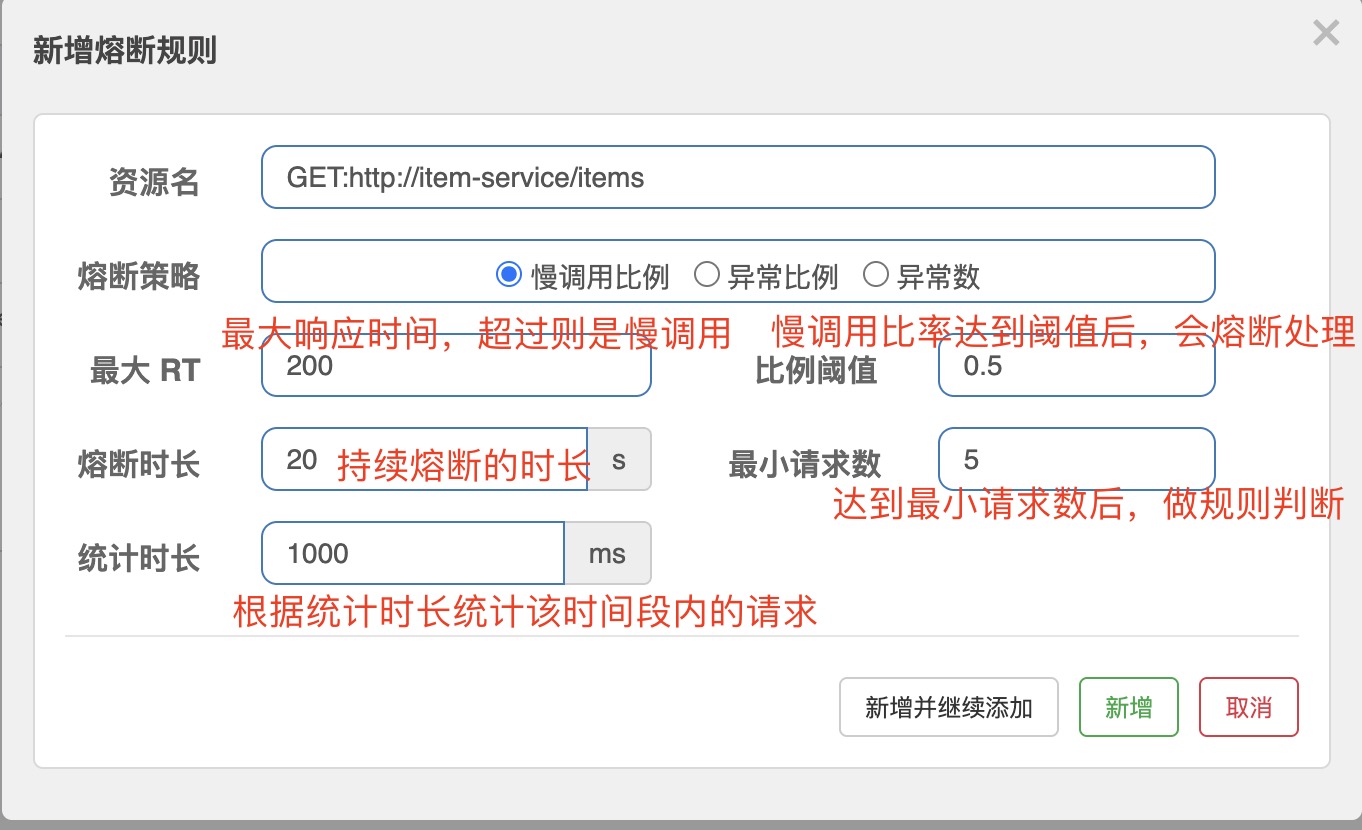 新增熔断规则
资源名 GET:http://item-service/items
熔断策略 慢调用比例 异常比例 异常数
最大响应时间，超过则是慢调用 慢调用比率达到阈值后，会熔断处理
最大 RT 200 比例阈值 0.5
熔断时长 20 持续熔断的时长 s 最小请求数 5
达到最小请求数后，做规则判断
统计时长 1000 ms
根据统计时长统计该时间段内的请求
新增并继续添加 新增 取消